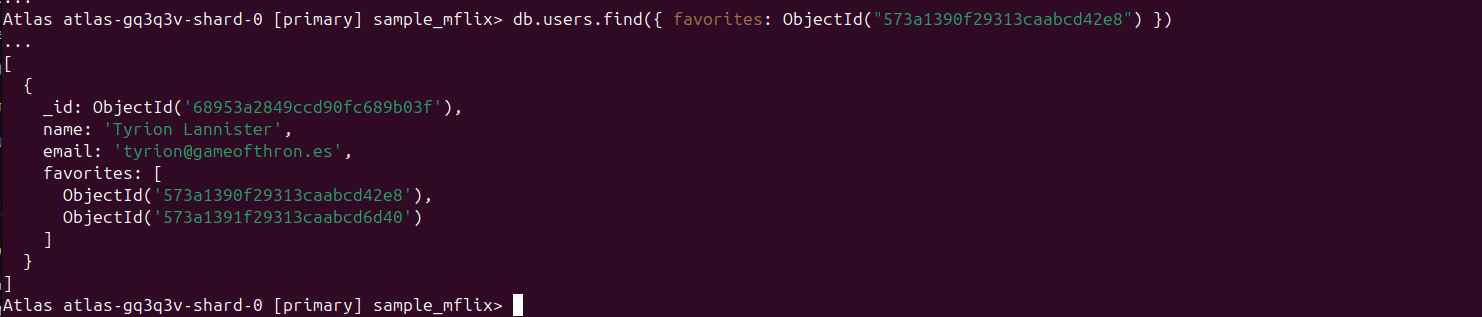 ...
Atlas atlas-gq3q3v-shard-0 [primary] sample_mflix> db.users.find({ favorites: ObjectId("573a1390f29313caabcd42e8") })
...
[
  {
    _id: ObjectId('68953a2849ccd90fc689b03f'),
    name: 'Tyrion Lannister',
    email: 'tyrion@gameofthron.es',
    favorites: [
      ObjectId('573a1390f29313caabcd42e8'),
      ObjectId('573a1391f29313caabcd6d40')
    ]
  }
]
Atlas atlas-gq3q3v-shard-0 [primary] sample_mflix>